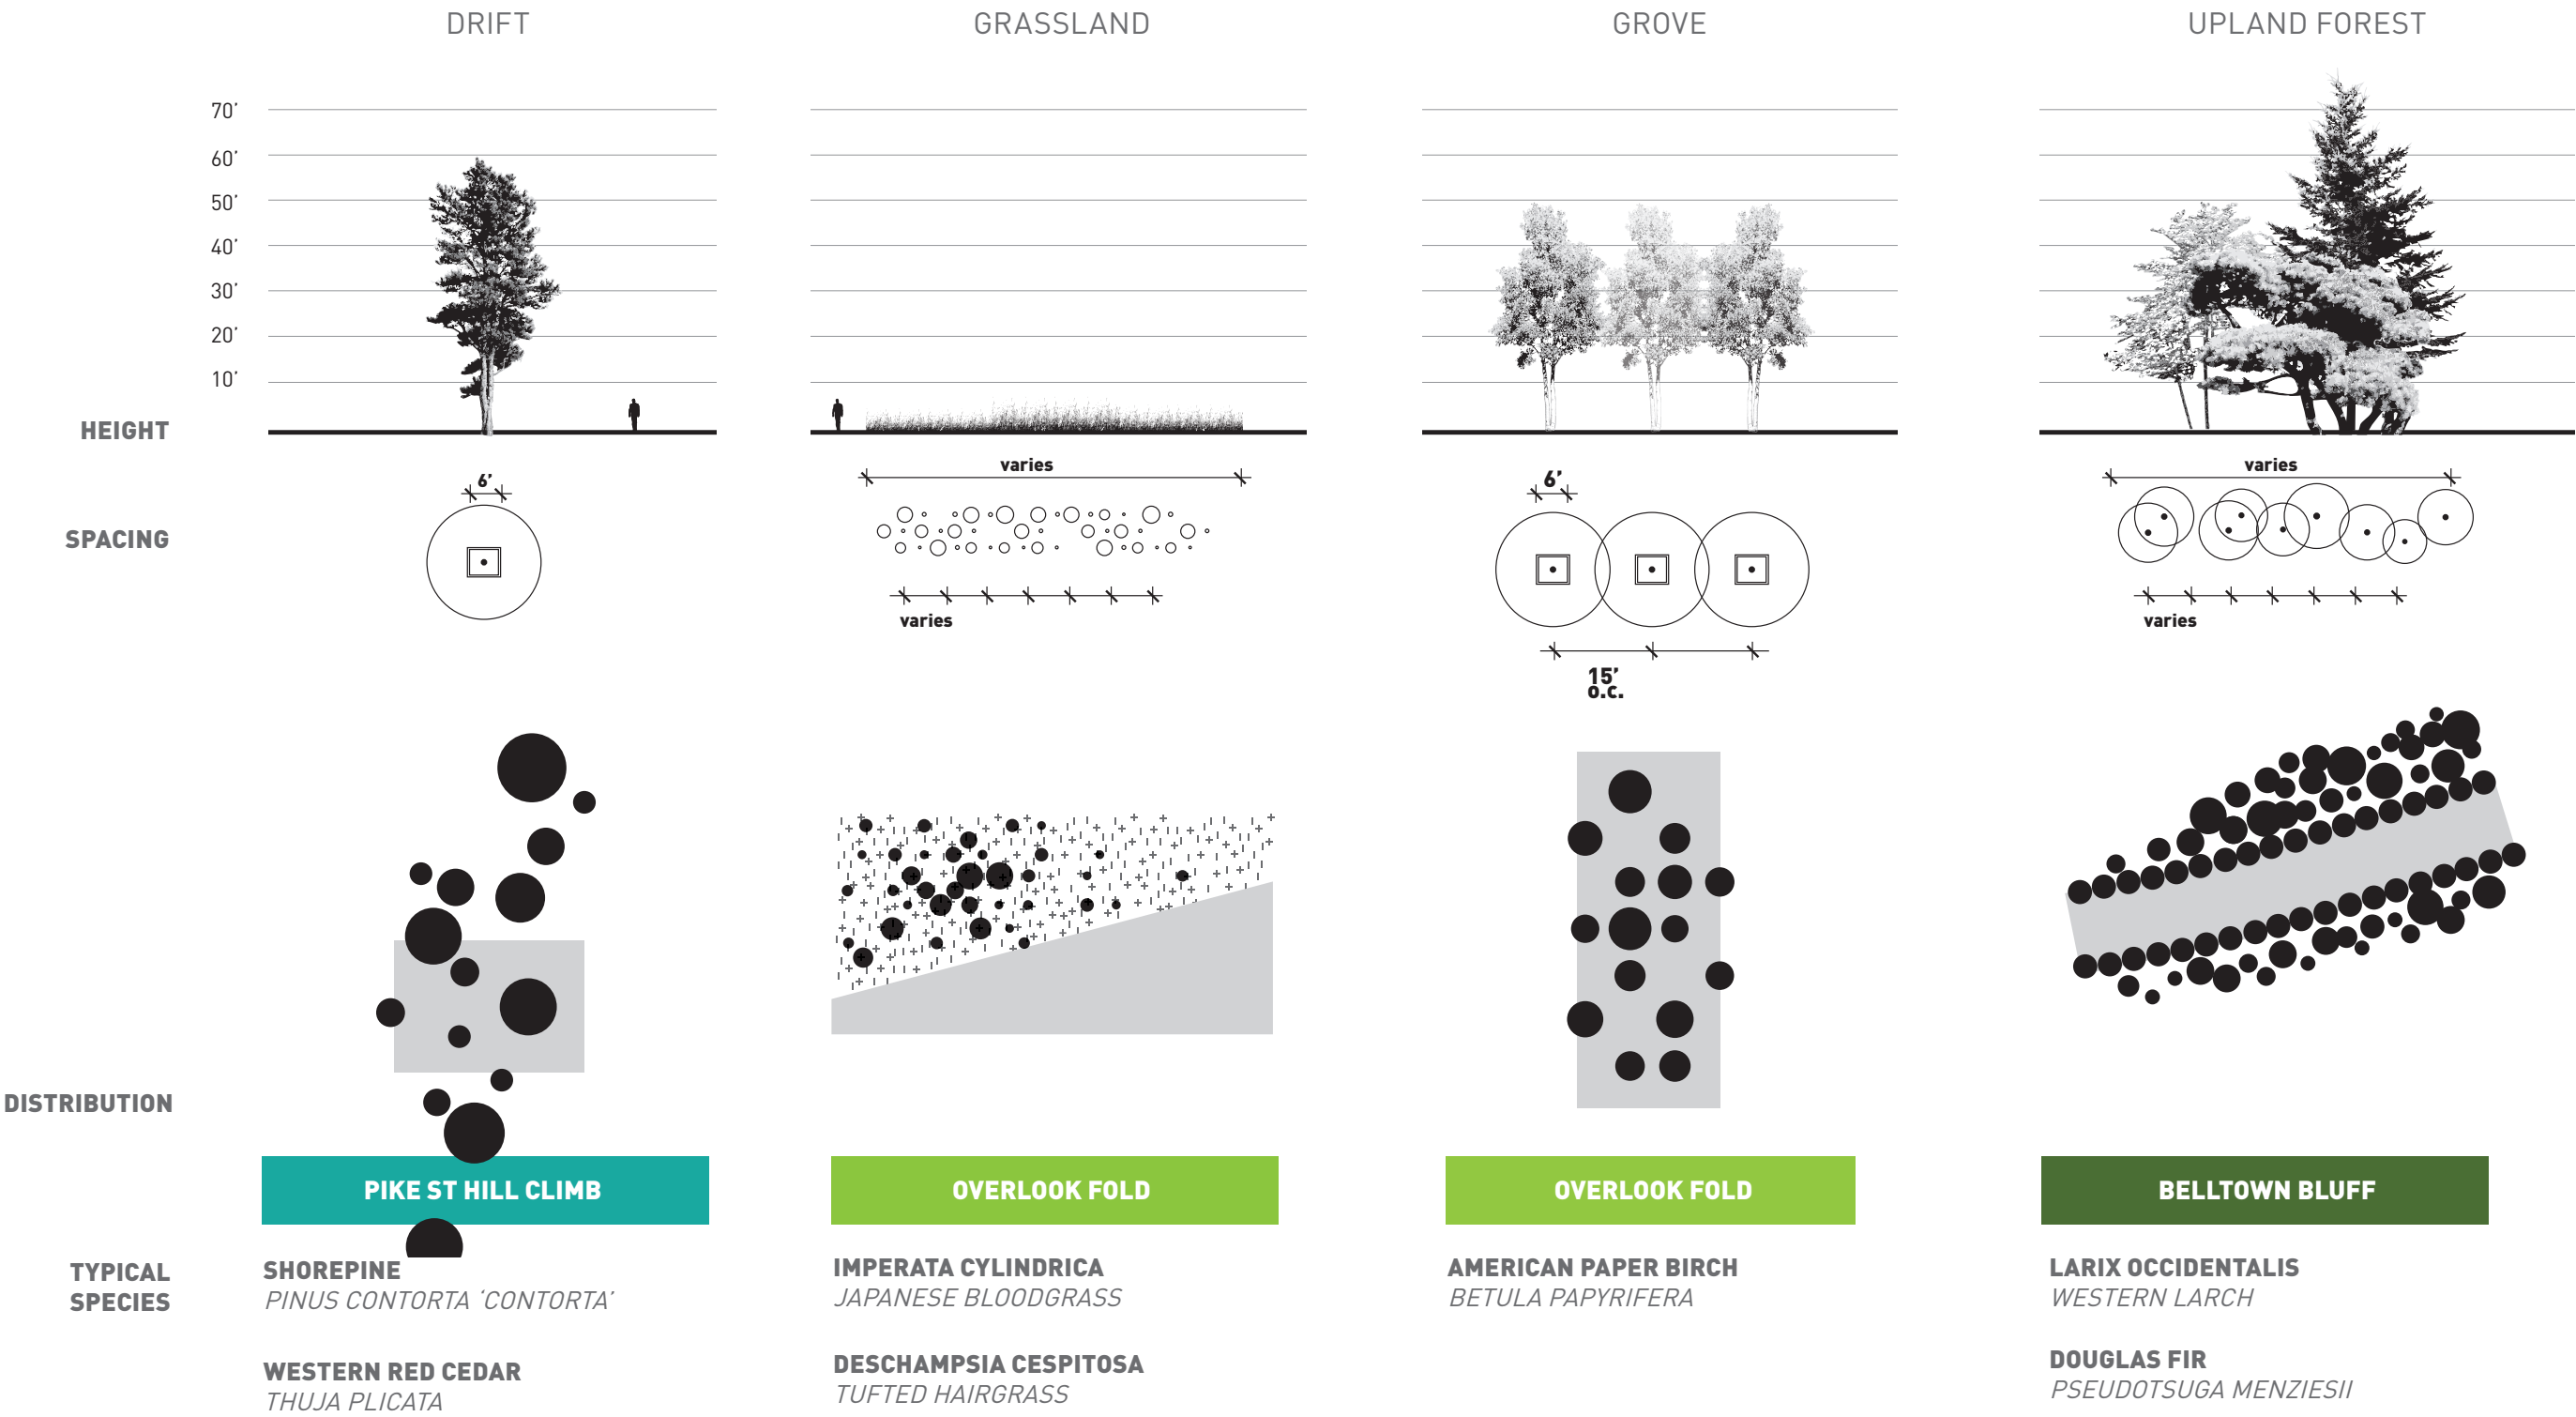 DRIFT
GRASSLAND
GROVE
UPLAND FOREST
70’
60’
50’
40’
30’
20’
10’
HEIGHT
SPACING
6’
varies
varies
6’
15’
o.c.
varies
varies
DISTRIBUTION
PIKE ST HILL CLIMB
OVERLOOK FOLD
OVERLOOK FOLD
BELLTOWN BLUFF
TYPICAL
SPECIES
SHOREPINE
PINUS CONTORTA ‘CONTORTA’
WESTERN RED CEDAR
THUJA PLICATA
IMPERATA CYLINDRICA
JAPANESE BLOODGRASS
DESCHAMPSIA CESPITOSA
TUFTED HAIRGRASS
AMERICAN PAPER BIRCH
BETULA PAPYRIFERA
LARIX OCCIDENTALIS
WESTERN LARCH
DOUGLAS FIR
PSEUDOTSUGA MENZIESII